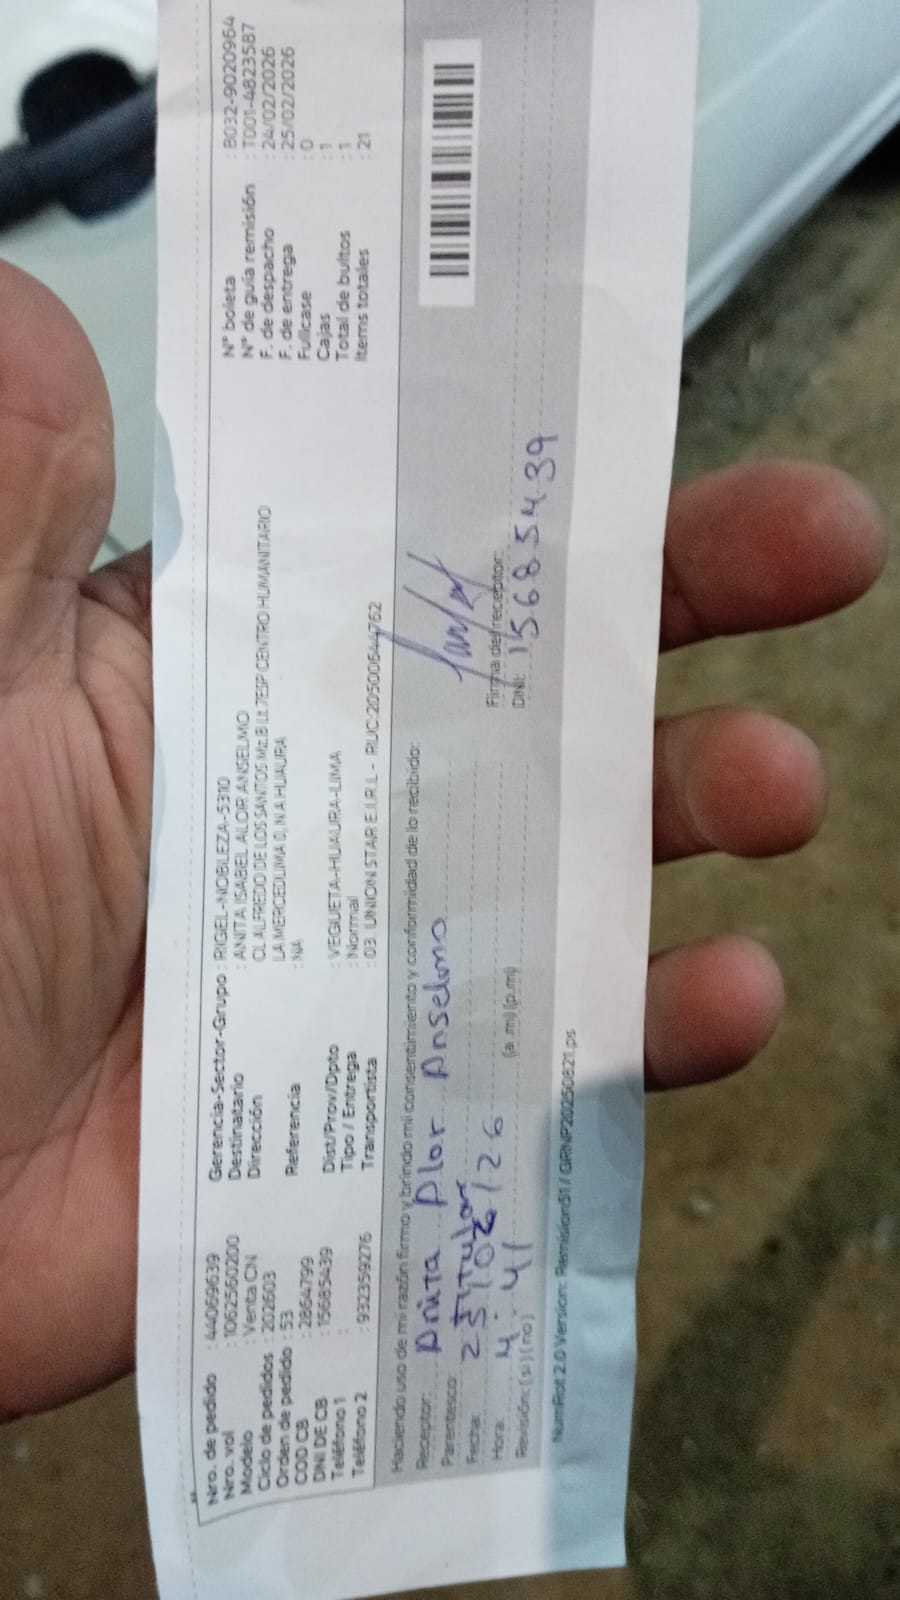 Nro. de pedido : 44069639
Nro. vol : 1062560200
Modelo : Venta CN
Ciclo de pedidos : 202603
Orden de pedido : 53
COD CB : 2864799
DNI DE CB : 15685439
Teléfono 1 :
Teléfono 2 : 932359276
Gerencia-Sector-Grupo : RIGEL-NOBLEZA-5310
Destinatario : ANITA ISABEL ALOR ANSELMO
Dirección CL ALFREDO DE LOS SANTOS Mz.B Lt.7ESP CENTRO HUMANITARIO
LA MERCEDLIMA 0, N A HUAURA
Referencia : NA
Dist/Prov/Dpto : VEGUETA-HUAURA-LIMA
Tipo / Entrega : Normal
Transportista : 03. UNION STAR E.I.R.L - RUC:20500644762
N° boleta : B032-9020964
N° de guía remisión : T001-4823587
F. de despacho : 24/02/2026
F. de entrega : 25/02/2026
Fullcase : 0
Cajas : 1
Total de bultos : 1
Items totales : 21
Haciendo uso de mi razón firmo y brindo mi consentimiento y conformidad de lo recibido:
Receptor: Anita Alor Anselmo
Parentesco: Titular
Fecha: 25/02/26
Hora: 4:41 (a.m) (p.m)
Revisión: (si) (no)
Firma del receptor:
DNI: 15685439
NumRot 2.0 Version: Remision51 / GRNP20250821.ps